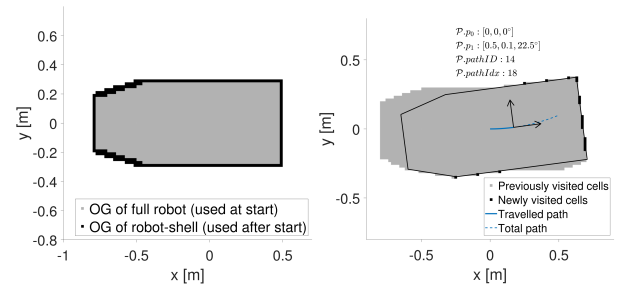 0.6
0.4
0.2
0
-0.2
-0.4
-0.6
-0.8
y [m]
-1
-0.5
0
0.5
x [m]
OG of full robot (used at start)
OG of robot-shell (used after start)
P.p₀ : [0, 0, 0°]
P.p₁ : [0.5, 0.1, 22.5°]
P.pathID : 14
P.pathIdx : 18
0.5
0
-0.5
y [m]
Previously visited cells
Newly visited cells
Travelled path
Total path
-0.5
0
0.5
x [m]